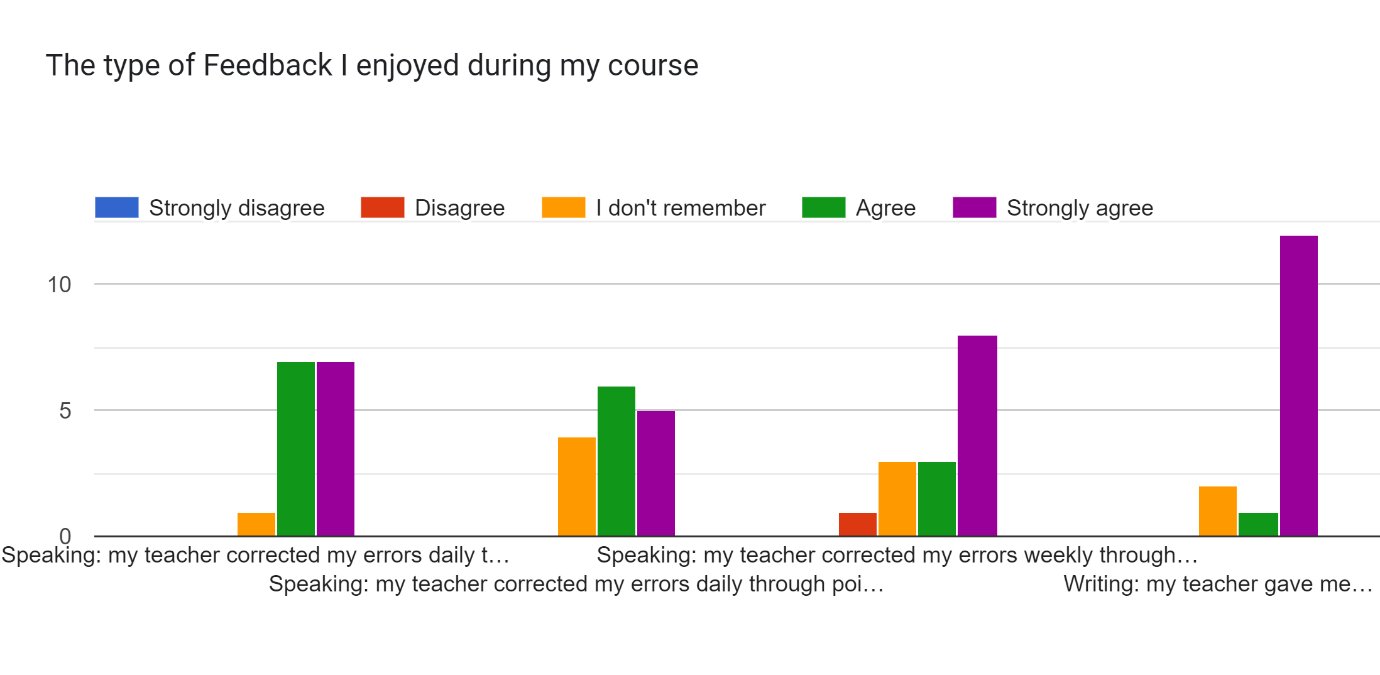 The type of Feedback I enjoyed during my course
Strongly disagree Disagree I don't remember Agree Strongly agree
10
5
0
Speaking: my teacher corrected my errors daily t… Speaking: my teacher corrected my errors weekly through…
Speaking: my teacher corrected my errors daily through poi… Writing: my teacher gave me…